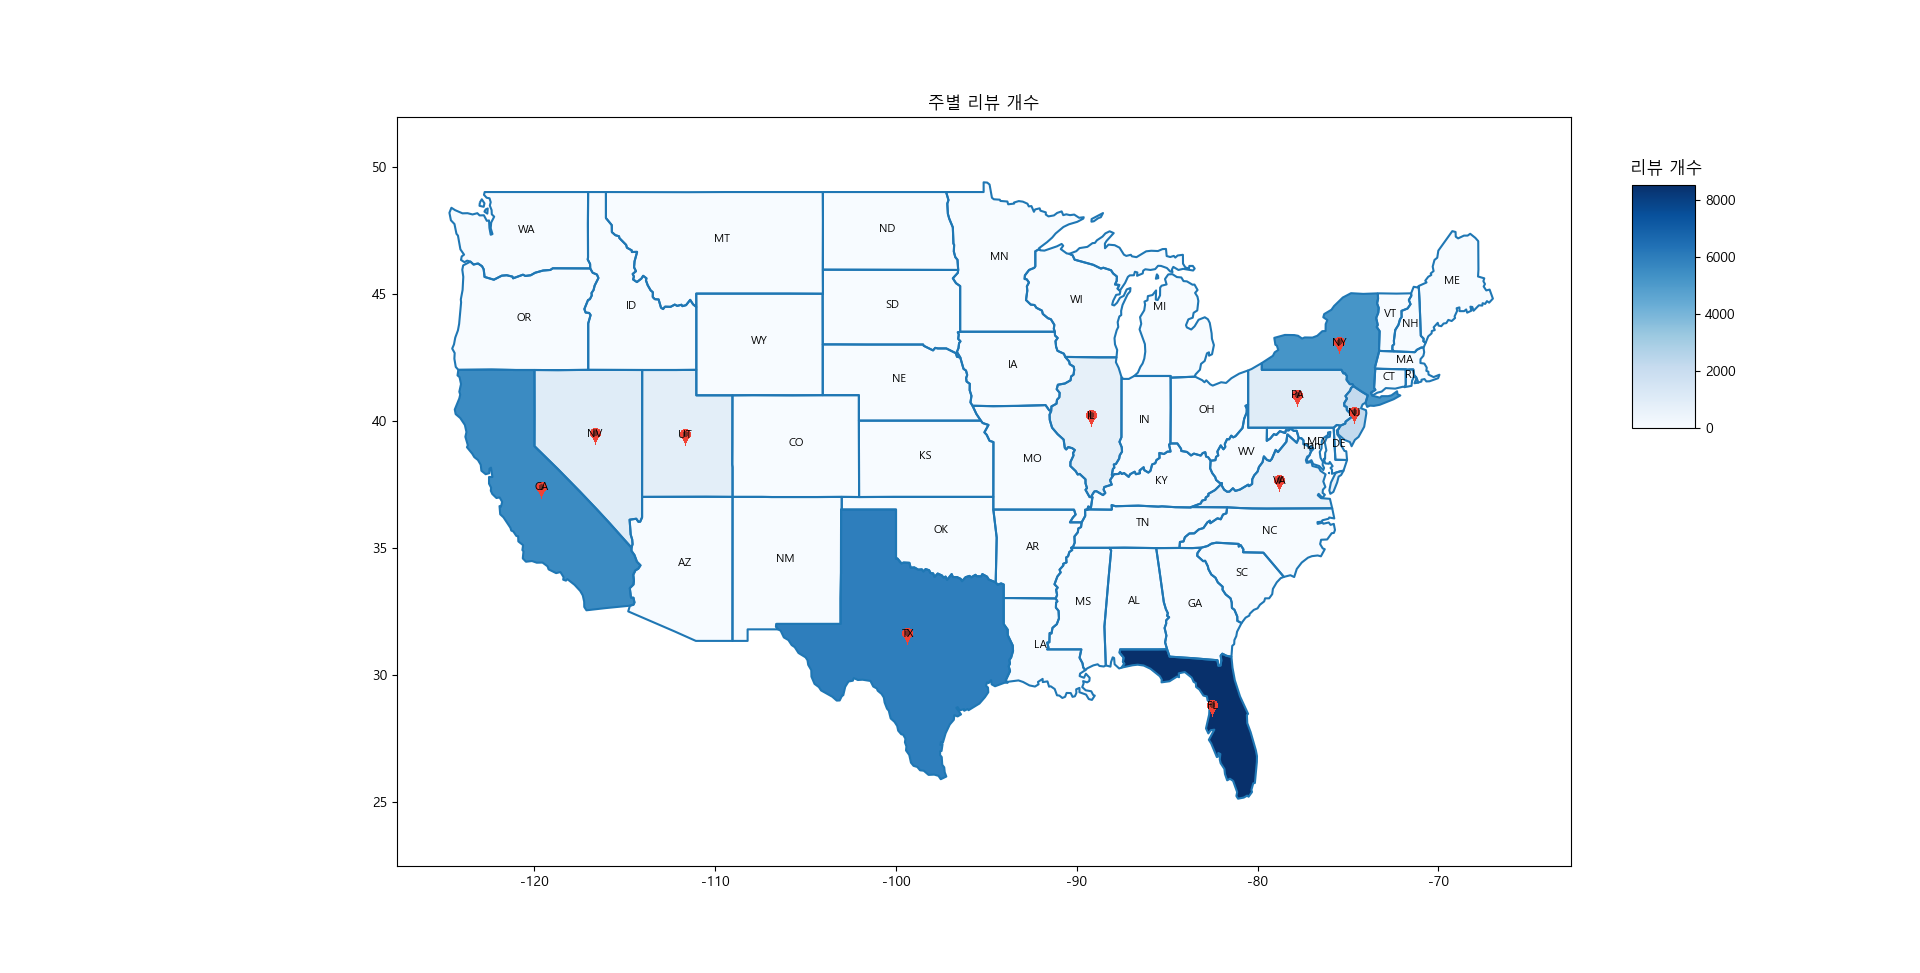 주별 리뷰 개수
50
45
40
35
30
25
-120
-110
-100
-90
-80
-70
리뷰 개수
8000
6000
4000
2000
0
WA
MT
ND
MN
ME
OR
ID
SD
WI
MI
VT
NH
WY
NY
MA
NE
IA
CT
RI
PA
OH
NJ
NV
UT
CO
IL
IN
MD
DE
KS
MO
WV
CA
KY
VA
OK
TN
NC
AZ
NM
AR
SC
TX
LA
MS
AL
GA
FL